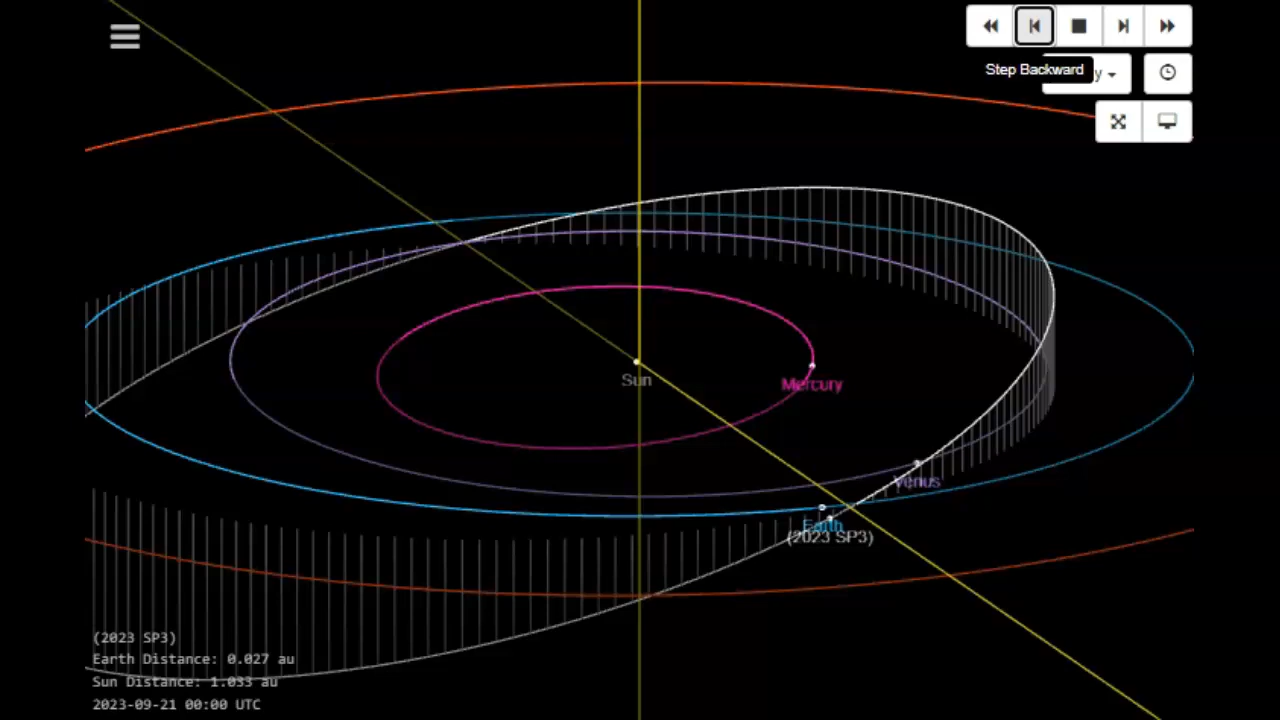 Step Backward
y
Sun
Mercury
Venus
Earth
(2023 SP3)
(2023 SP3)
Earth Distance: 0.027 au
Sun Distance: 1.033 au
2023-09-21 00:00 UTC